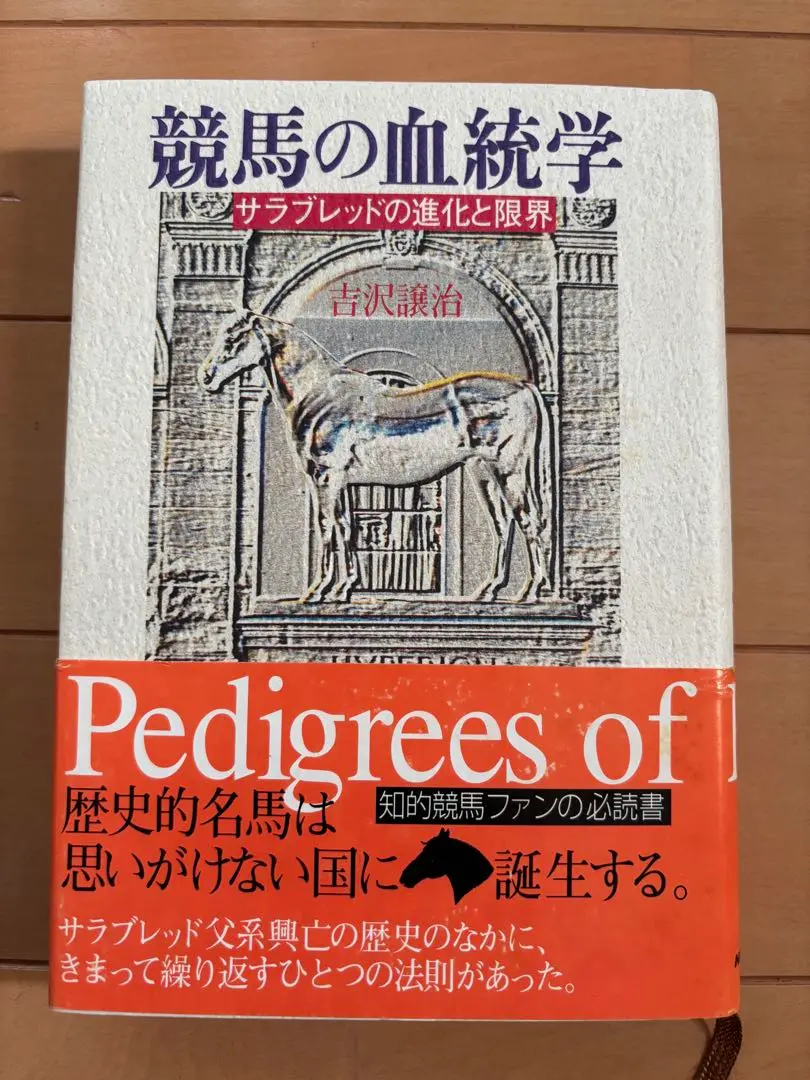 競馬の血統学
サラブレッドの進化と限界
吉沢譲治
HYPERION
Pedigrees of
歴史的名馬は
知的競馬ファンの必読書
思いがけない国に誕生する。
サラブレッド父系興亡の歴史のなかに、
きまって繰り返すひとつの法則があった。